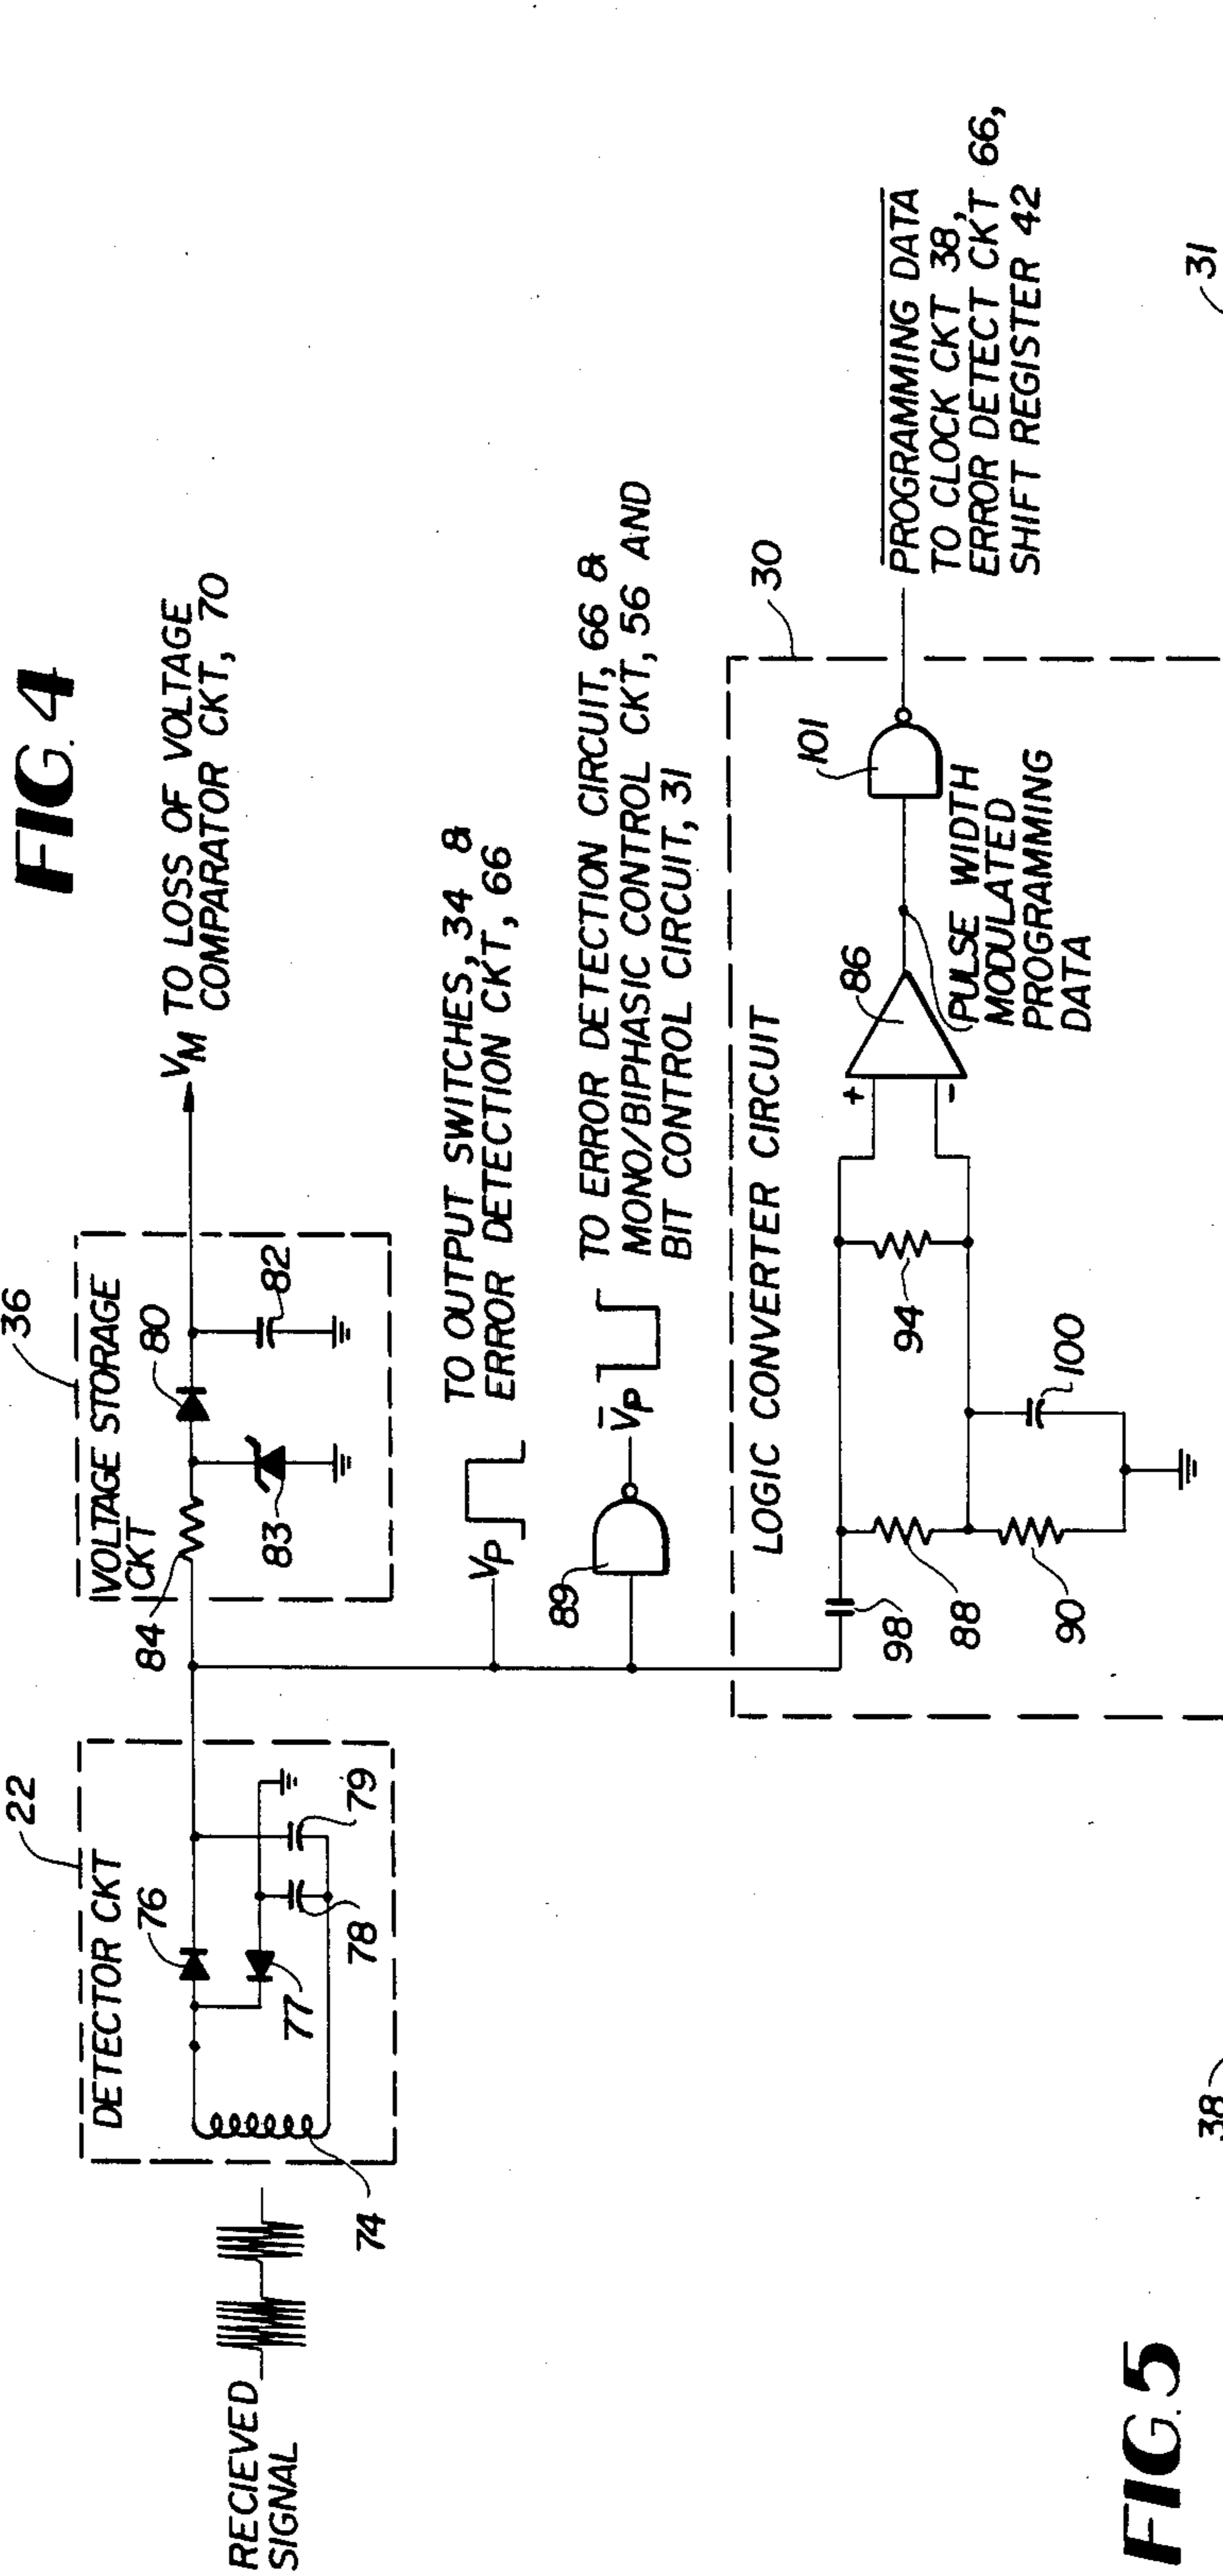 FIG. 4
36
VOLTAGE STORAGE
CKT
84
80
82
83
VM TO LOSS OF VOLTAGE
COMPARATOR CKT, 70
22
DETECTOR CKT
76
77
78
79
74
RECIEVED
SIGNAL
VP
TO OUTPUT SWITCHES, 34 &
ERROR DETECTION CKT, 66
89
V̅P
TO ERROR DETECTION CIRCUIT, 66 &
MONO/BIPHASIC CONTROL CKT, 56 AND
BIT CONTROL CIRCUIT, 31
30
LOGIC CONVERTER CIRCUIT
98
88
90
94
100
+
-
86
101
PULSE WIDTH
MODULATED
PROGRAMMING
DATA
PROGRAMMING DATA
TO CLOCK CKT 38,
ERROR DETECT CKT 66,
SHIFT REGISTER 42
31
38
FIG. 5